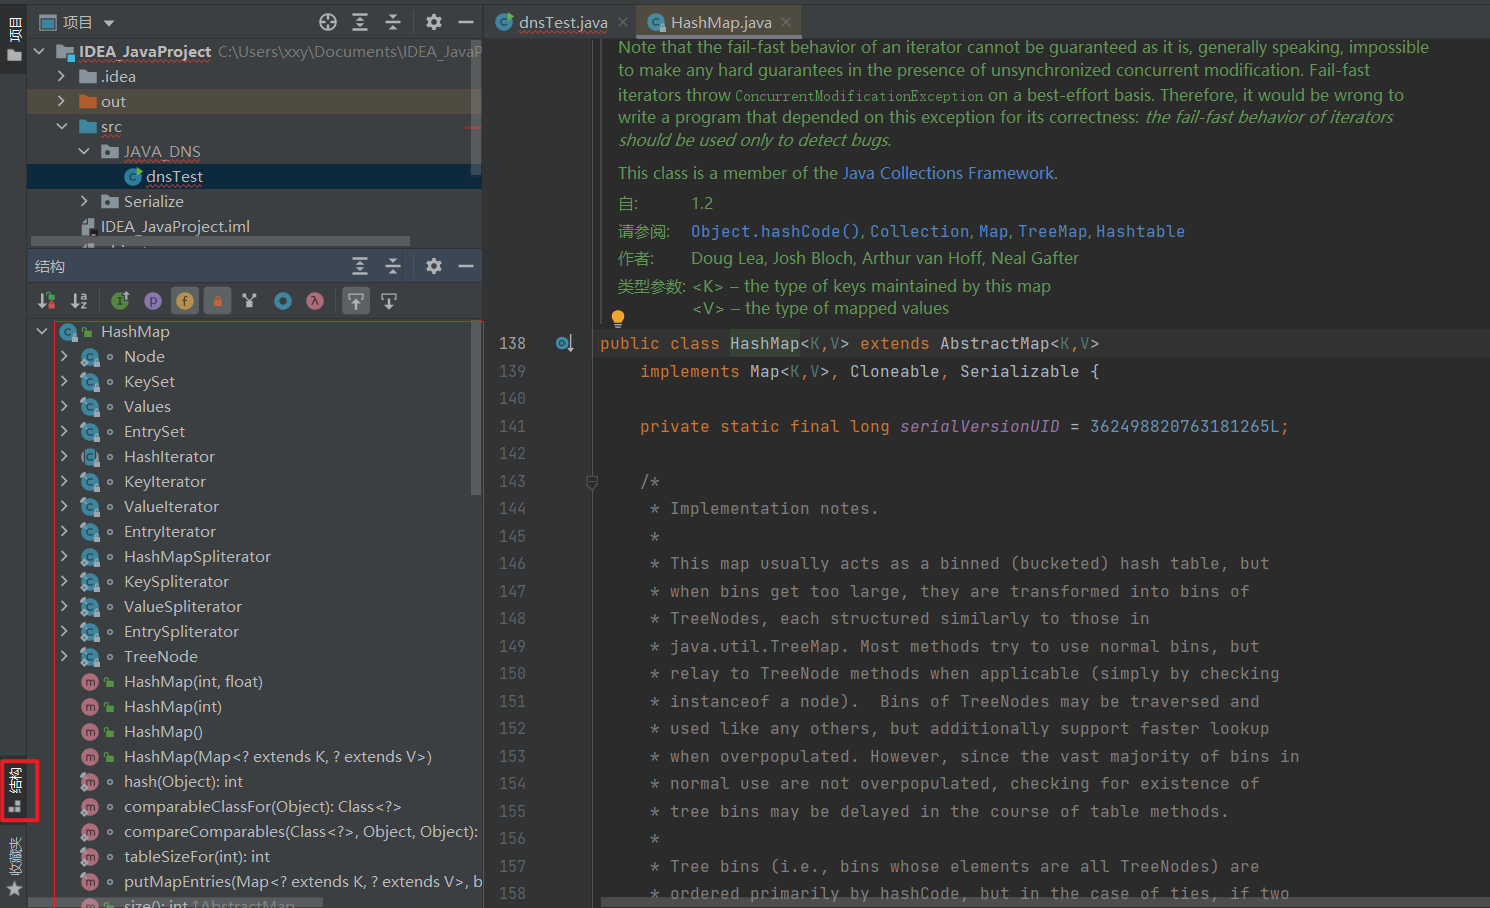 项目
结构
收藏夹
项目
IDEA_JavaProject C:\Users\xxy\Documents\IDEA_JavaP
.idea
out
src
JAVA_DNS
dnsTest
Serialize
IDEA_JavaProject.iml
结构
HashMap
Node
KeySet
Values
EntrySet
HashIterator
KeyIterator
ValueIterator
EntryIterator
HashMapSpliterator
KeySpliterator
ValueSpliterator
EntrySpliterator
TreeNode
HashMap(int, float)
HashMap(int)
HashMap()
HashMap(Map<? extends K, ? extends V>)
hash(Object): int
comparableClassFor(Object): Class<?>
compareComparables(Class<?>, Object, Object):
tableSizeFor(int): int
putMapEntries(Map<? extends K, ? extends V>, b
size(): int ↑AbstractMap
dnsTest.java
HashMap.java
Note that the fail-fast behavior of an iterator cannot be guaranteed as it is, generally speaking, impossible
to make any hard guarantees in the presence of unsynchronized concurrent modification. Fail-fast
iterators throw ConcurrentModificationException on a best-effort basis. Therefore, it would be wrong to
write a program that depended on this exception for its correctness: the fail-fast behavior of iterators
should be used only to detect bugs.
This class is a member of the Java Collections Framework.
自: 1.2
请参阅: Object.hashCode(), Collection, Map, TreeMap, Hashtable
作者: Doug Lea, Josh Bloch, Arthur van Hoff, Neal Gafter
类型参数: <K> – the type of keys maintained by this map
<V> – the type of mapped values
138 public class HashMap<K,V> extends AbstractMap<K,V>
139 implements Map<K,V>, Cloneable, Serializable {
140
141 private static final long serialVersionUID = 362498820763181265L;
142
143 /*
144 * Implementation notes.
145 *
146 * This map usually acts as a binned (bucketed) hash table, but
147 * when bins get too large, they are transformed into bins of
148 * TreeNodes, each structured similarly to those in
149 * java.util.TreeMap. Most methods try to use normal bins, but
150 * relay to TreeNode methods when applicable (simply by checking
151 * instanceof a node).  Bins of TreeNodes may be traversed and
152 * used like any others, but additionally support faster lookup
153 * when overpopulated. However, since the vast majority of bins in
154 * normal use are not overpopulated, checking for existence of
155 * tree bins may be delayed in the course of table methods.
156 *
157 * Tree bins (i.e., bins whose elements are all TreeNodes) are
158 * ordered primarily by hashCode, but in the case of ties, if two